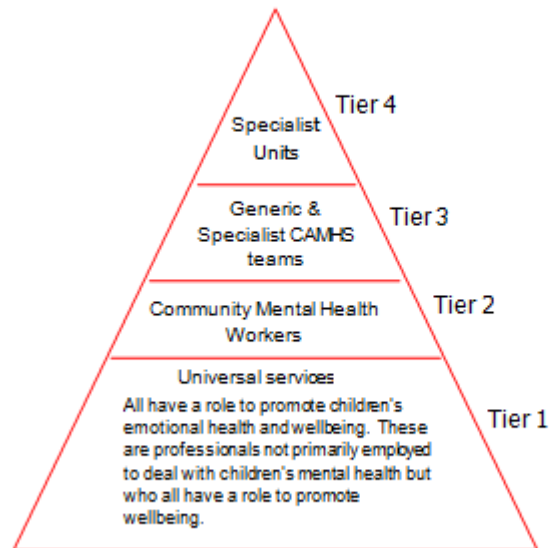 Tier 4
Specialist
Units
Tier 3
Generic &
Specialist CAMHS
teams
Tier 2
Community Mental Health
Workers
Universal services
Tier 1
All have a role to promote children's
emotional health and wellbeing. These
are professionals not primarily employed
to deal with children's mental health but
who all have a role to promote
wellbeing.